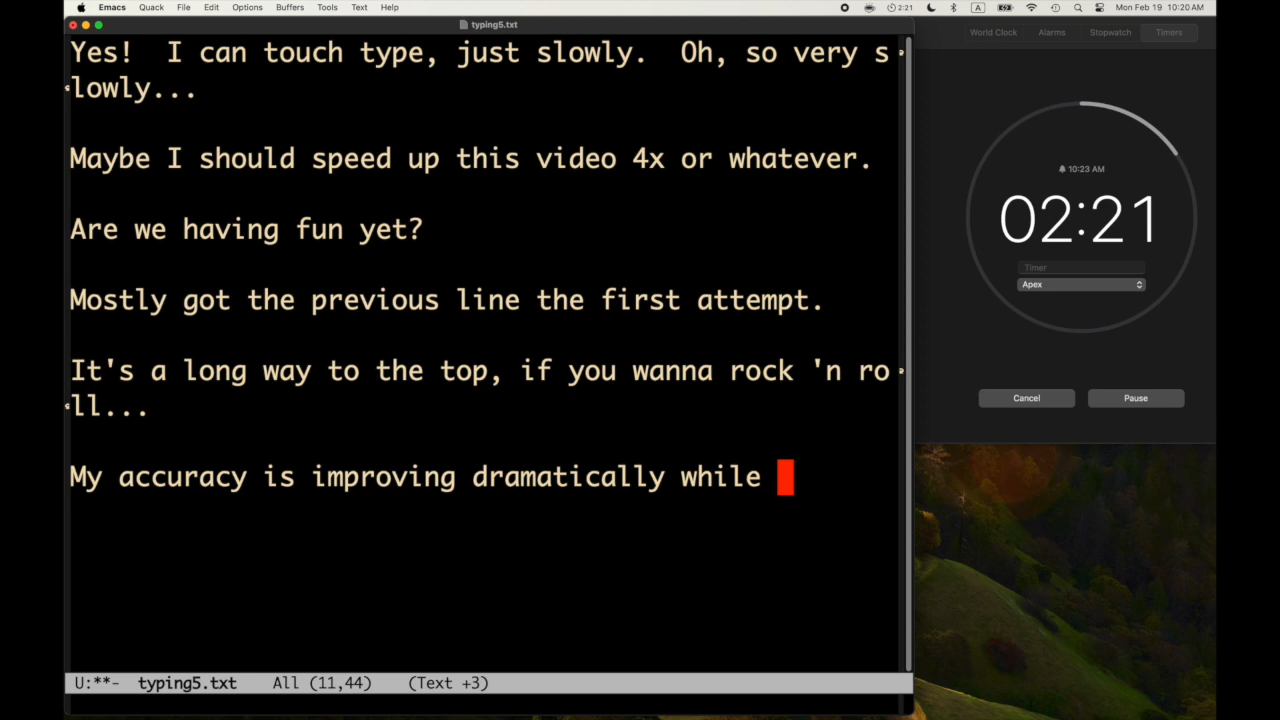 Emacs Quack File Edit Options Buffers Tools Text Help 2:21 A Mon Feb 19 10:20 AM
typing5.txt
World Clock Alarms Stopwatch Timers
Yes!  I can touch type, just slowly.  Oh, so very s
lowly...
Maybe I should speed up this video 4x or whatever.
Are we having fun yet?
Mostly got the previous line the first attempt.
It's a long way to the top, if you wanna rock 'n ro
ll...
My accuracy is improving dramatically while
U:**-  typing5.txt    All (11,44)    (Text +3)
10:23 AM
02:21
Timer
Apex
Cancel Pause